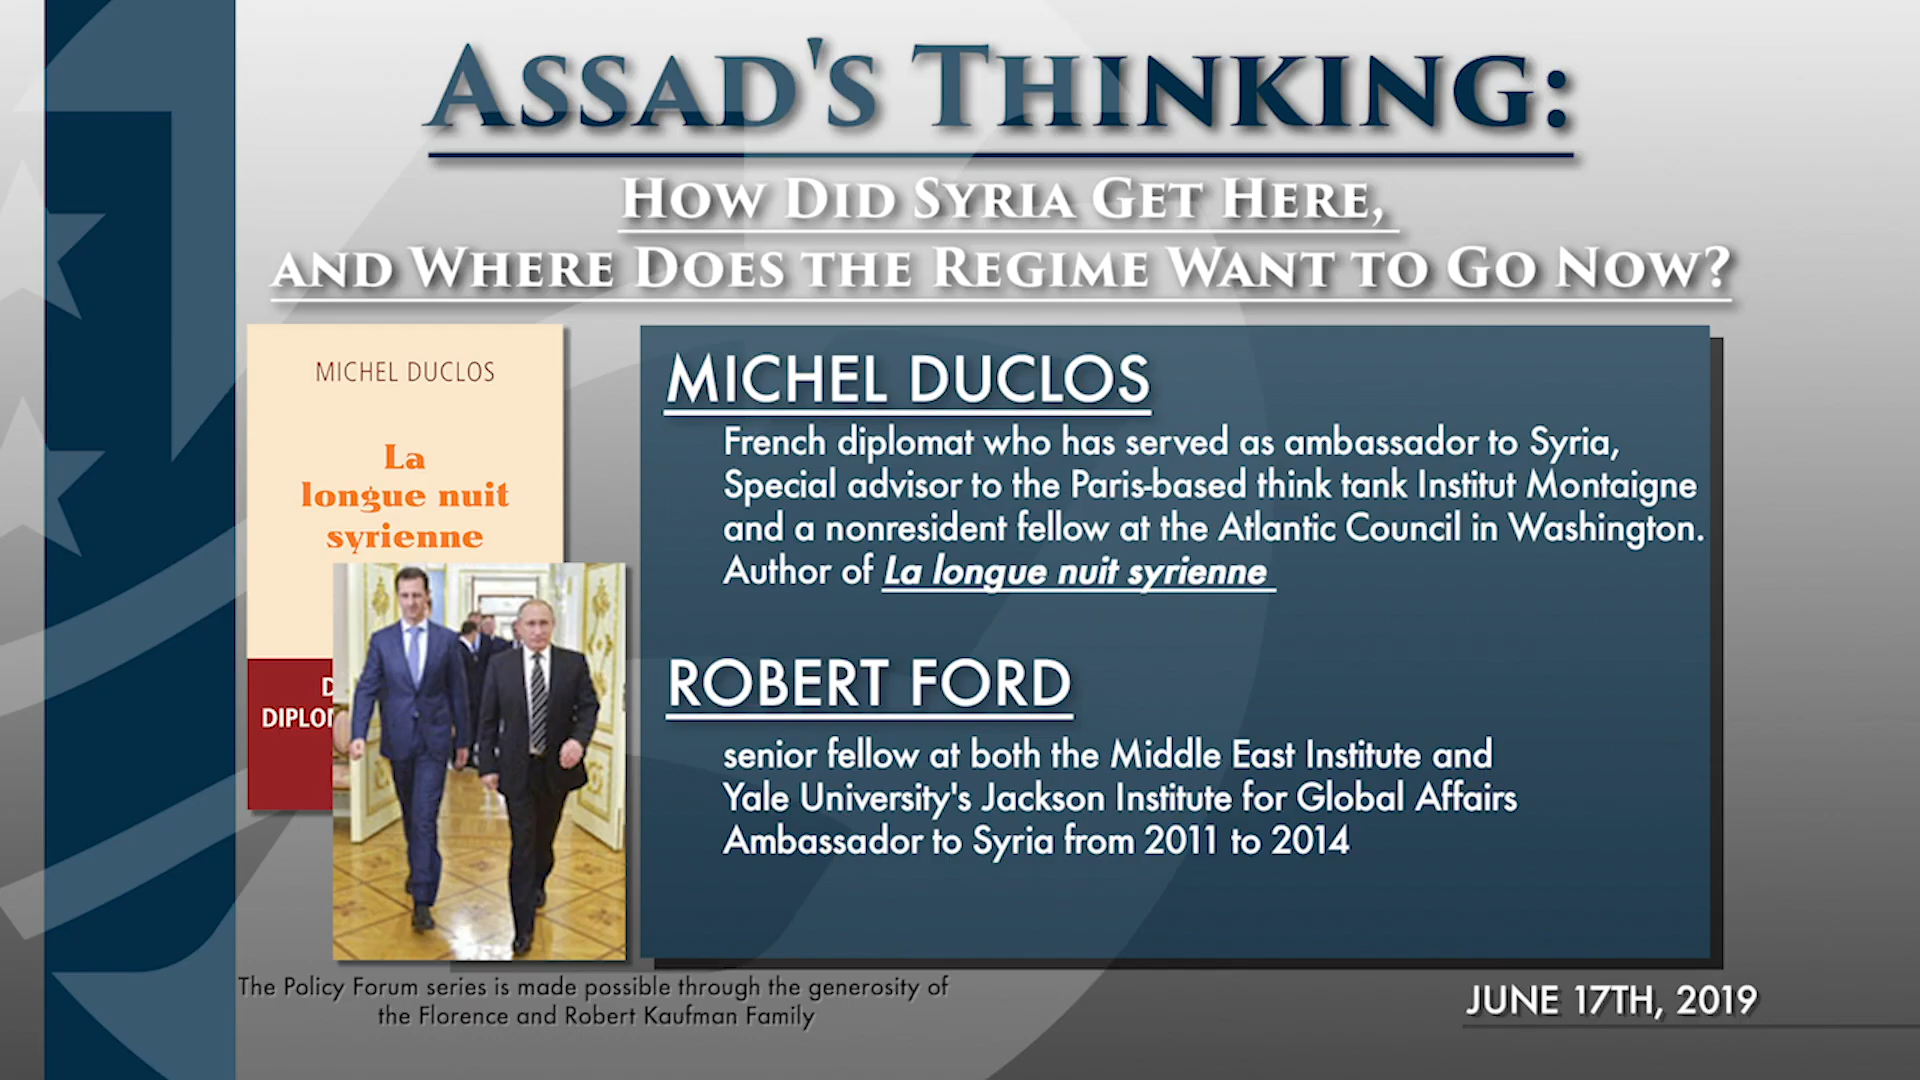 ASSAD'S THINKING:
HOW DID SYRIA GET HERE,
AND WHERE DOES THE REGIME WANT TO GO NOW?
MICHEL DUCLOS
La
longue nuit
syrienne
MICHEL DUCLOS
French diplomat who has served as ambassador to Syria,
Special advisor to the Paris-based think tank Institut Montaigne
and a nonresident fellow at the Atlantic Council in Washington.
Author of La longue nuit syrienne
ROBERT FORD
senior fellow at both the Middle East Institute and
Yale University's Jackson Institute for Global Affairs
Ambassador to Syria from 2011 to 2014
The Policy Forum series is made possible through the generosity of
the Florence and Robert Kaufman Family
JUNE 17TH, 2019